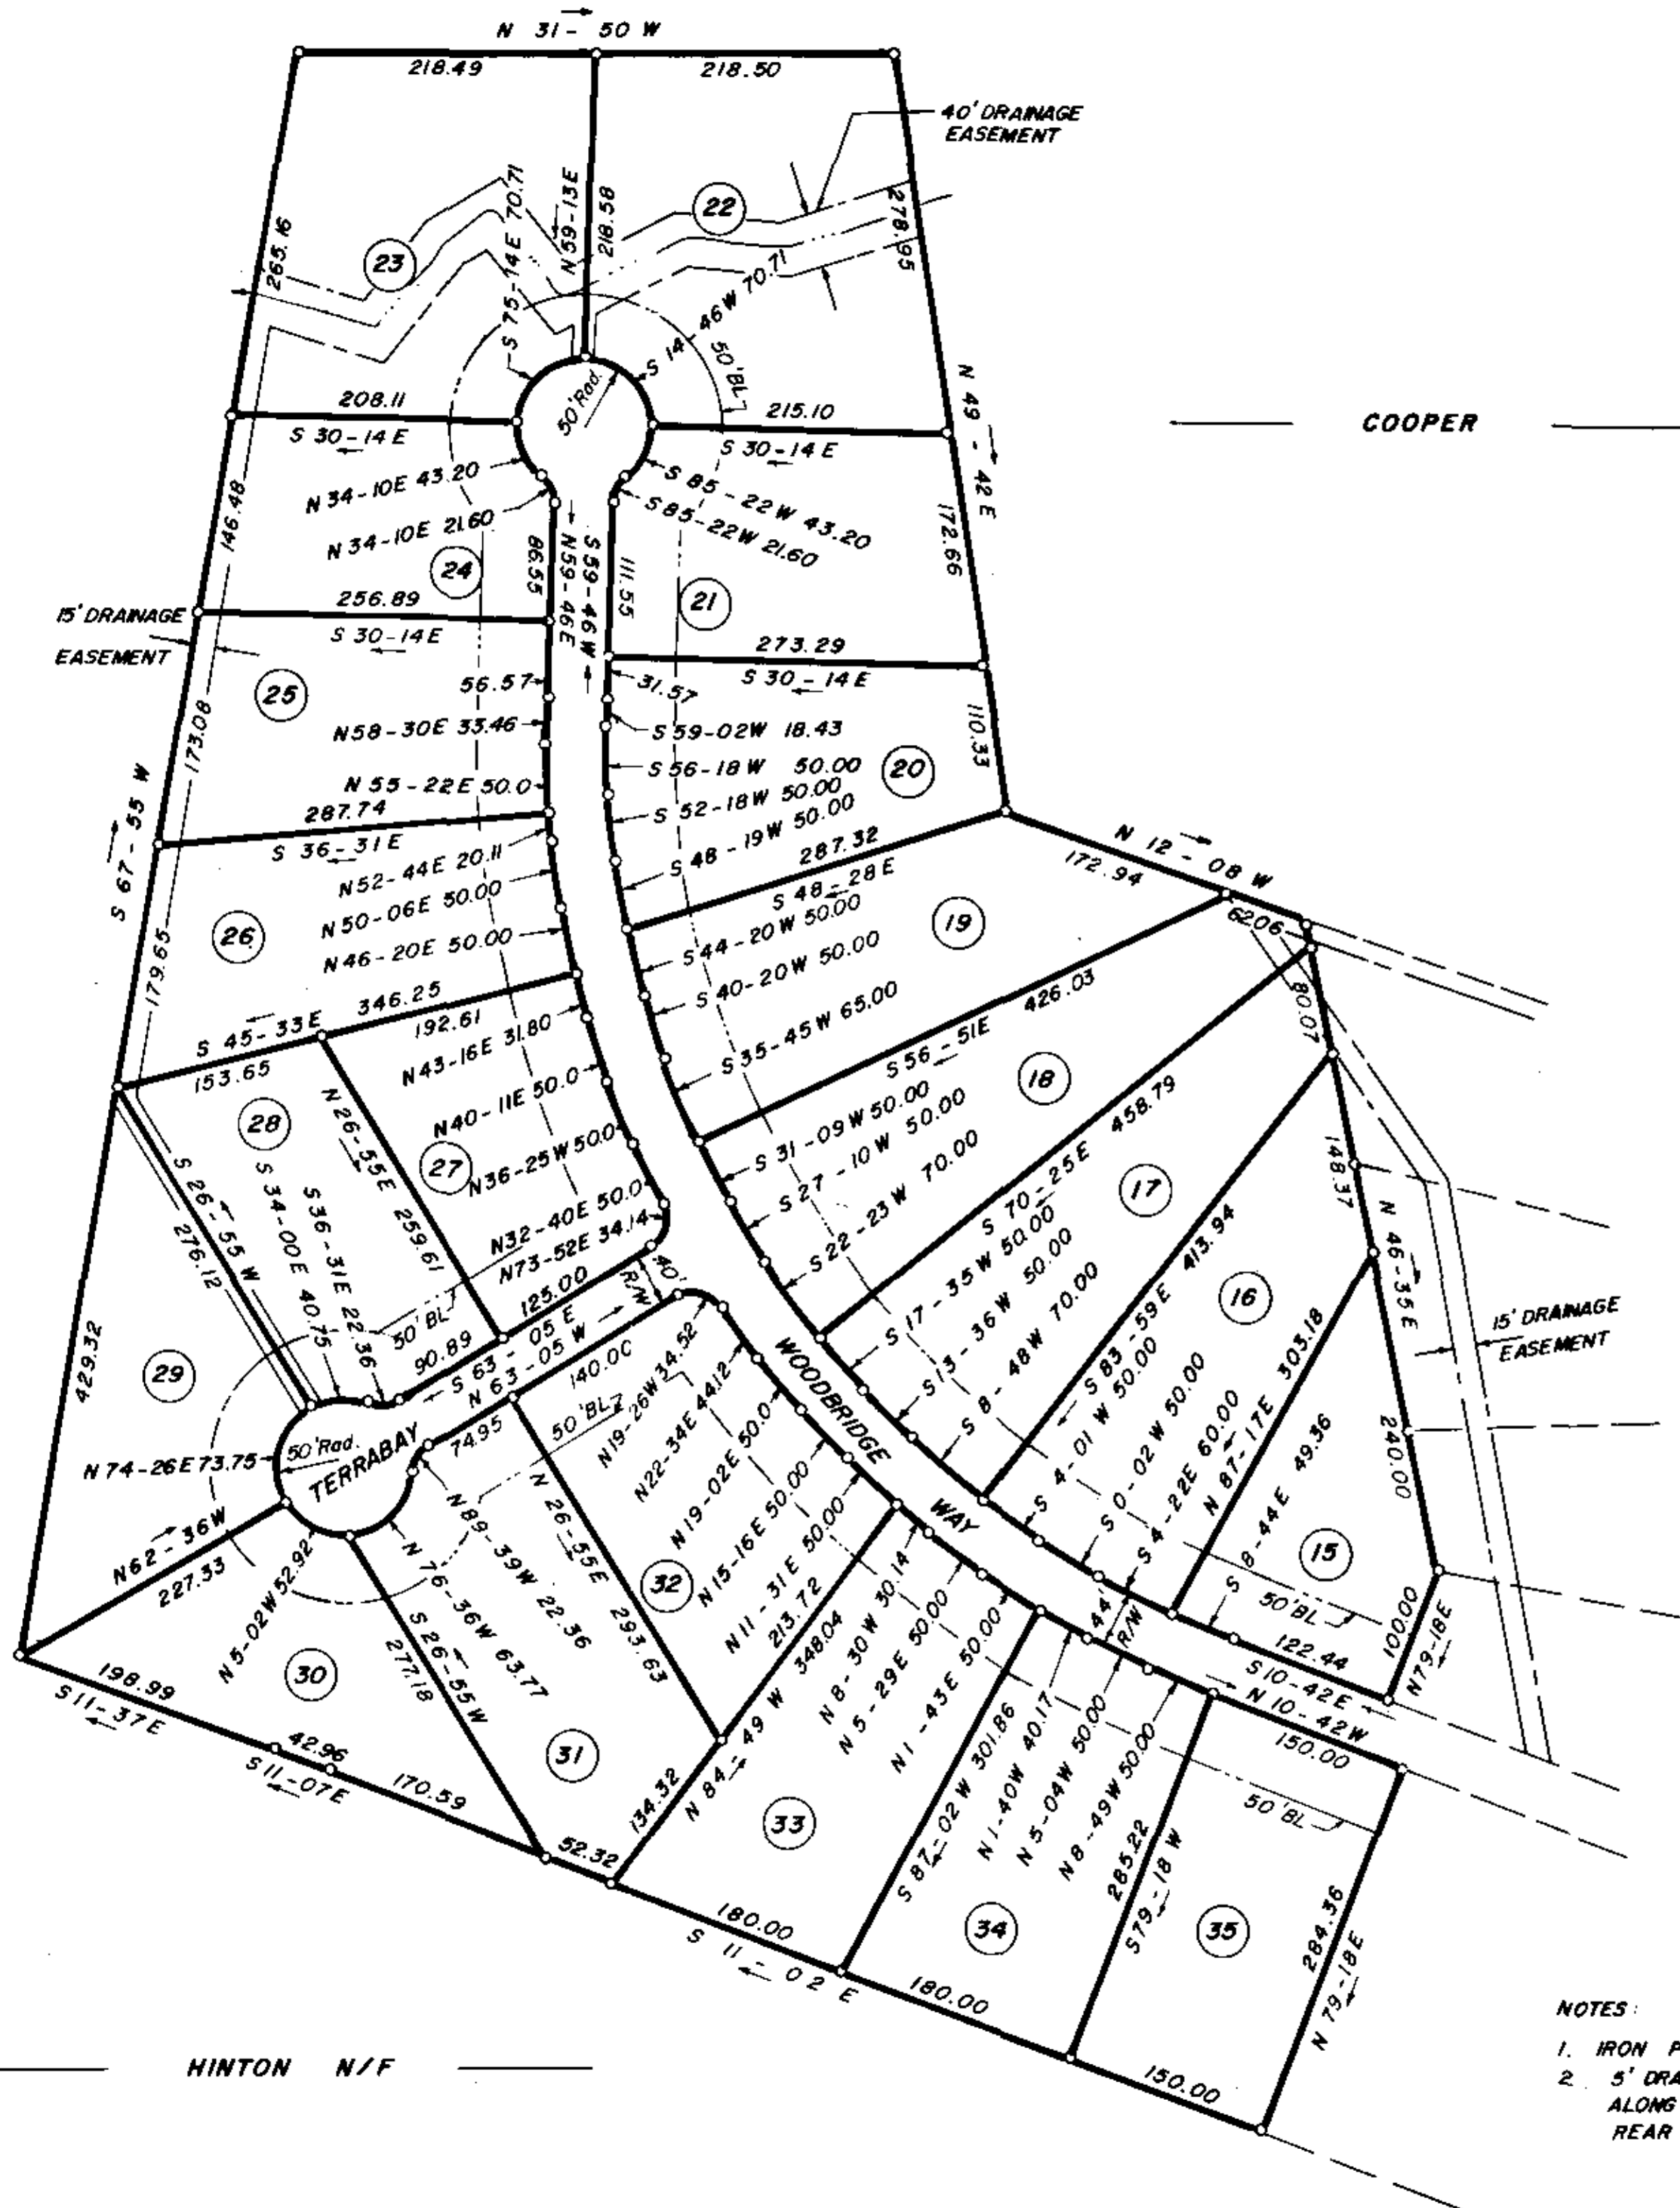 N 31 - 50 W
218.49
218.50
40' DRAINAGE
EASEMENT
265.16
S 75-14E 70.71
N 59-13E
218.58
22
23
278.95
S 14 - 46W 70.71
50'BL
50'Rad.
208.11
S 30-14 E
215.10
S 30-14 E
N 49 - 42 E
COOPER
N 34-10E 43.20
N 34-10E 21.60
S 85-22W 43.20
S 85-22W 21.60
146.48
172.66
24
86.55
N59-46E
S 59-46W
111.55
21
15' DRAINAGE
EASEMENT
256.89
S 30-14E
273.29
S 30-14 E
25
56.57
31.57
173.08
N58-30E 33.46
S 59-02W 18.43
110.33
N 55-22E 50.0
S 56-18W 50.00
20
S 52-18W 50.00
S 48-19W 50.00
287.74
S 36-31E
287.32
S 48-28E
N 12-08 W
172.94
S 67-55 W
N52-44E 20.11
N 50-06E 50.00
N 46-20E 50.00
26
179.65
19
62.06
S 44-20W 50.00
S 40-20W 50.00
S 35-45W 65.00
80.07
346.25
S 45-33E
192.61
153.65
426.03
S 56-51E
N43-16E 31.80
N40-11E 50.0
N36-25W 50.0
N32-40E 50.0
N73-52E 34.14
28
27
N 26-55E 259.61
S 26-55 W
276.12
S 34-00E 40.75
S36-31E 22.36
18
S 31-09W 50.00
S 27-10W 50.00
S 22-23W 70.00
S 70-25E 458.79
17
148.37
N 46-35E
S 17-35W 50.00
S 13-36W 50.00
S 8-48W 70.00
S 83-59E 413.94
16
15' DRAINAGE
EASEMENT
429.32
29
50'BL
125.00
90.89
S 63-05 E
N 63-05 W
140.00
40'
R/W
WOODBRIDGE
WAY
N 74-26E 73.75
50'Rad.
TERRABAY
74.95
50'BL
N19-26W 34.52
N22-34E 44.12
N 19-02E 50.0
N 15-16E 50.00
N 11-31E 50.00
S 4-01 W 50.00
S 0-02W 50.00
S 4-22E 60.00
N 87-17E 303.18
S 8-44E 49.36
240.00
15
N62-36W
227.33
N 5-02W 52.92
N 76-36W 63.77
N 89-39W 22.36
N 26-55E 293.63
S 26-55W
277.18
32
213.72
348.04
N 84-49 W
134.32
N 8-30W 30.14
N 5-29E 50.00
N 1-43E 50.00
44'
R/W
50'BL
122.44
S10-42E
N 10-42W
100.00
N79-18E
150.00
30
198.99
S 11-37E
42.96
S 11-07E
170.59
31
52.32
33
S 87-02W 301.86
N 1-40W 40.17
N 5-04W 50.00
N 8-49W 50.00
285.22
S79-18 W
50'BL
180.00
S 11-02 E
34
35
284.36
N 79-18E
180.00
150.00
HINTON N/F
NOTES:
1. IRON P
2. 5' DRA
ALONG
REAR